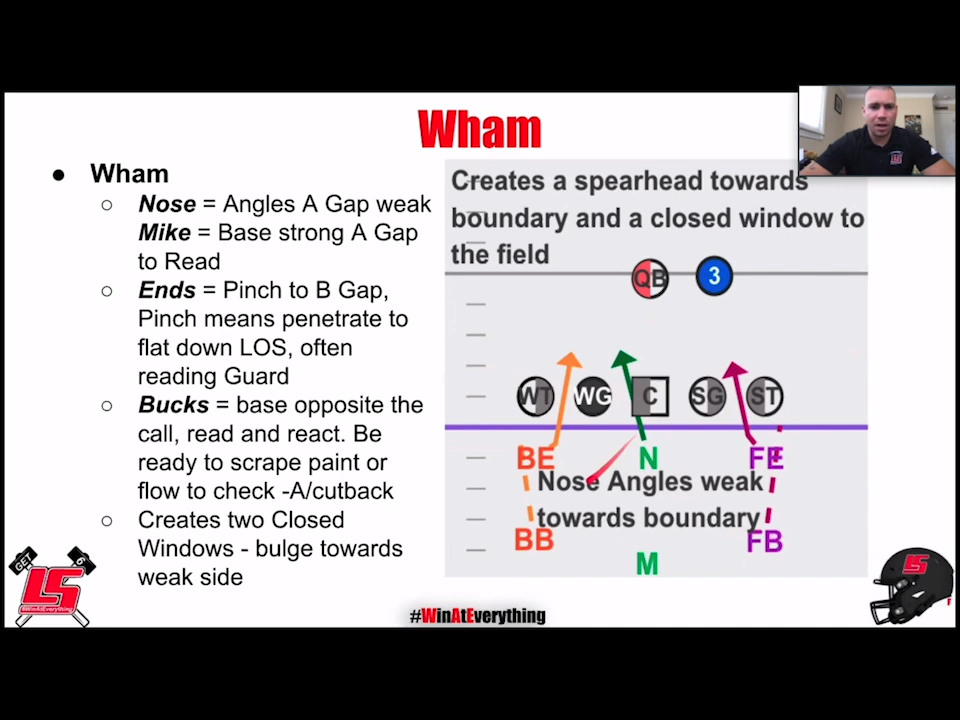 Wham
● Wham
○ Nose = Angles A Gap weak
Mike = Base strong A Gap
to Read
○ Ends = Pinch to B Gap,
Pinch means penetrate to
flat down LOS, often
reading Guard
○ Bucks = base opposite the
call, read and react. Be
ready to scrape paint or
flow to check -A/cutback
○ Creates two Closed
Windows - bulge towards
weak side
Creates a spearhead towards
boundary and a closed window to
the field
QB 3
WT WG C SG ST
BE N FE
Nose Angles weak
towards boundary
BB FB
M
GET
LS
#WinAtEverything
#WinAtEverything
LS